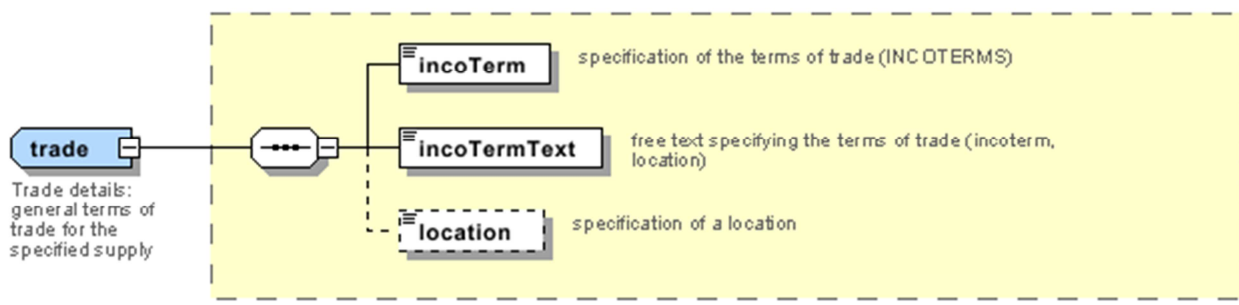 incoTerm
specification of the terms of trade (INCOTERMS)
trade
incoTermText
free text specifying the terms of trade (incoterm,
location)
Trade details:
general terms of
trade for the
specified supply
location
specification of a location